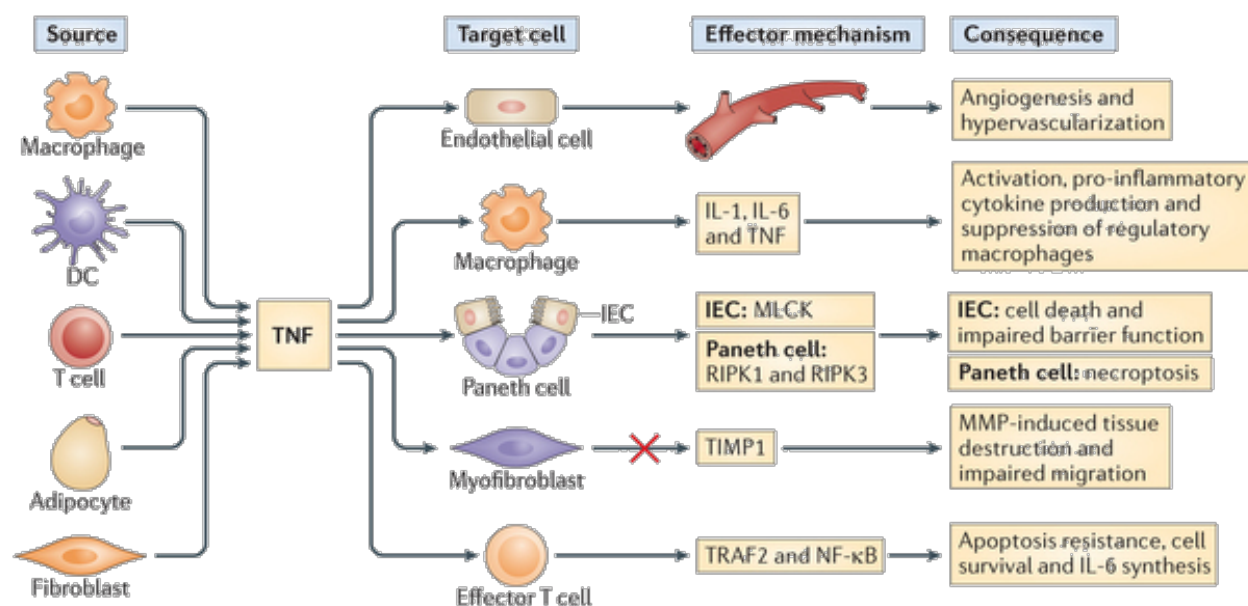 Source
Target cell
Effector mechanism
Consequence
Macrophage
DC
T cell
Adipocyte
Fibroblast
TNF
Endothelial cell
Angiogenesis and
hypervascularization
Macrophage
IL-1, IL-6
and TNF
Activation, pro-inflammatory
cytokine production and
suppression of regulatory
macrophages
IEC
Paneth cell
IEC: MLCK
Paneth cell:
RIPK1 and RIPK3
IEC: cell death and
impaired barrier function
Paneth cell: necroptosis
Myofibroblast
TIMP1
MMP-induced tissue
destruction and
impaired migration
Effector T cell
TRAF2 and NF-κB
Apoptosis resistance, cell
survival and IL-6 synthesis